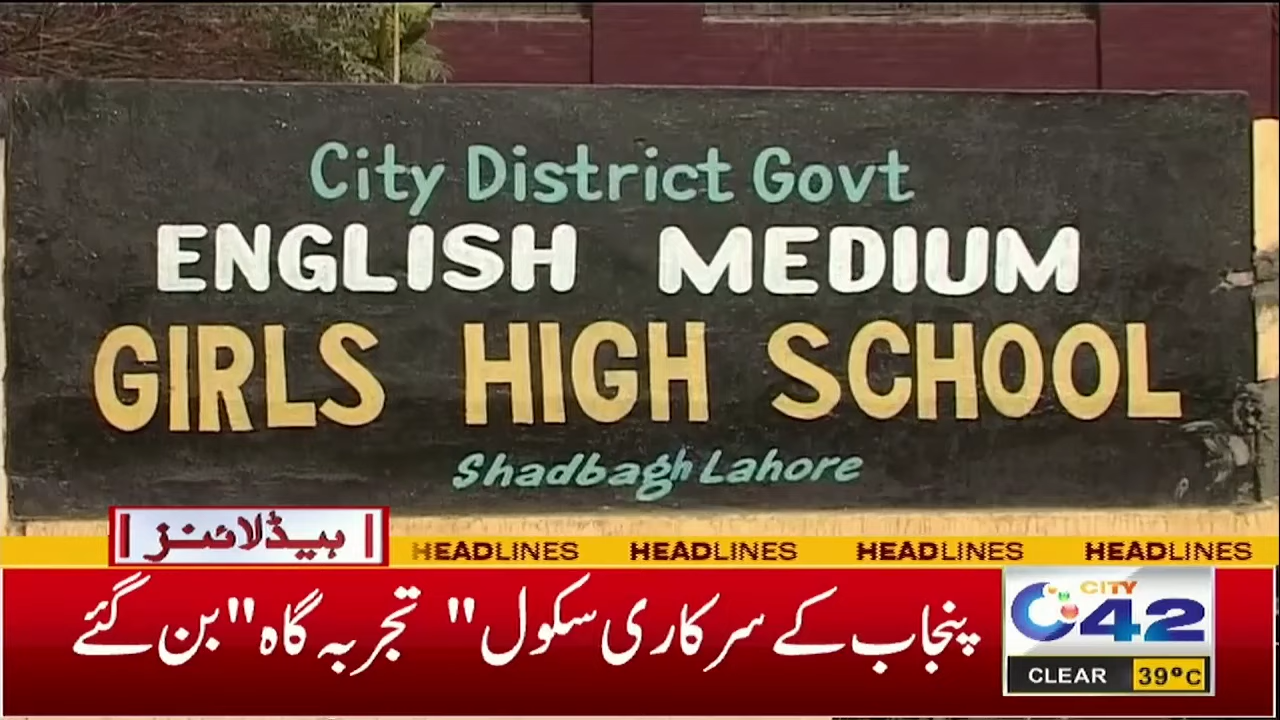 City District Govt
ENGLISH MEDIUM
GIRLS HIGH SCHOOL
Shadbagh Lahore
ہیڈلائنز
HEADLINES HEADLINES HEADLINES HEADLINES
پنجاب کے سرکاری سکول "تجربہ گاہ" بن گئے
CITY 42
CLEAR 39°C